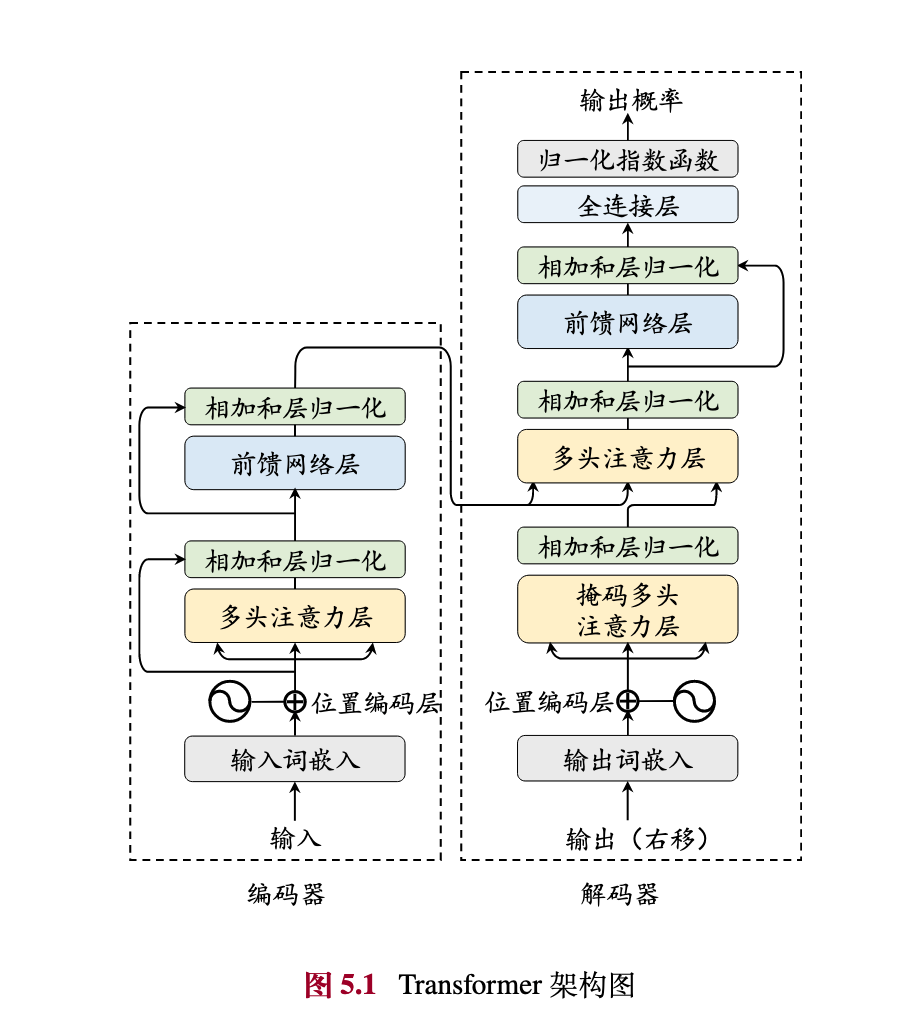 相加和层归一化
前馈网络层
相加和层归一化
多头注意力层
位置编码层
输入词嵌入
输入
编码器
输出概率
归一化指数函数
全连接层
相加和层归一化
前馈网络层
相加和层归一化
多头注意力层
相加和层归一化
掩码多头
注意力层
位置编码层
输出词嵌入
输出（右移）
解码器
图 5.1 Transformer 架构图